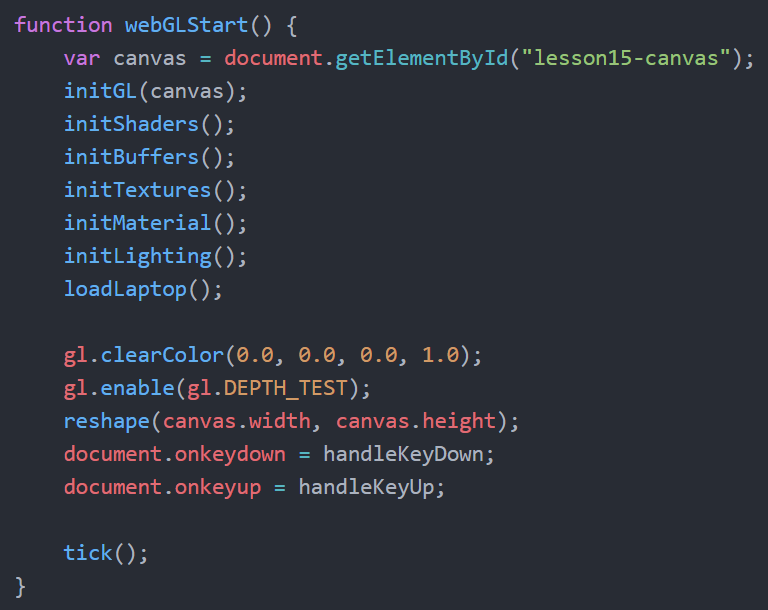 function webGLStart() {
    var canvas = document.getElementById("lesson15-canvas");
    initGL(canvas);
    initShaders();
    initBuffers();
    initTextures();
    initMaterial();
    initLighting();
    loadLaptop();

    gl.clearColor(0.0, 0.0, 0.0, 1.0);
    gl.enable(gl.DEPTH_TEST);
    reshape(canvas.width, canvas.height);
    document.onkeydown = handleKeyDown;
    document.onkeyup = handleKeyUp;

    tick();
}